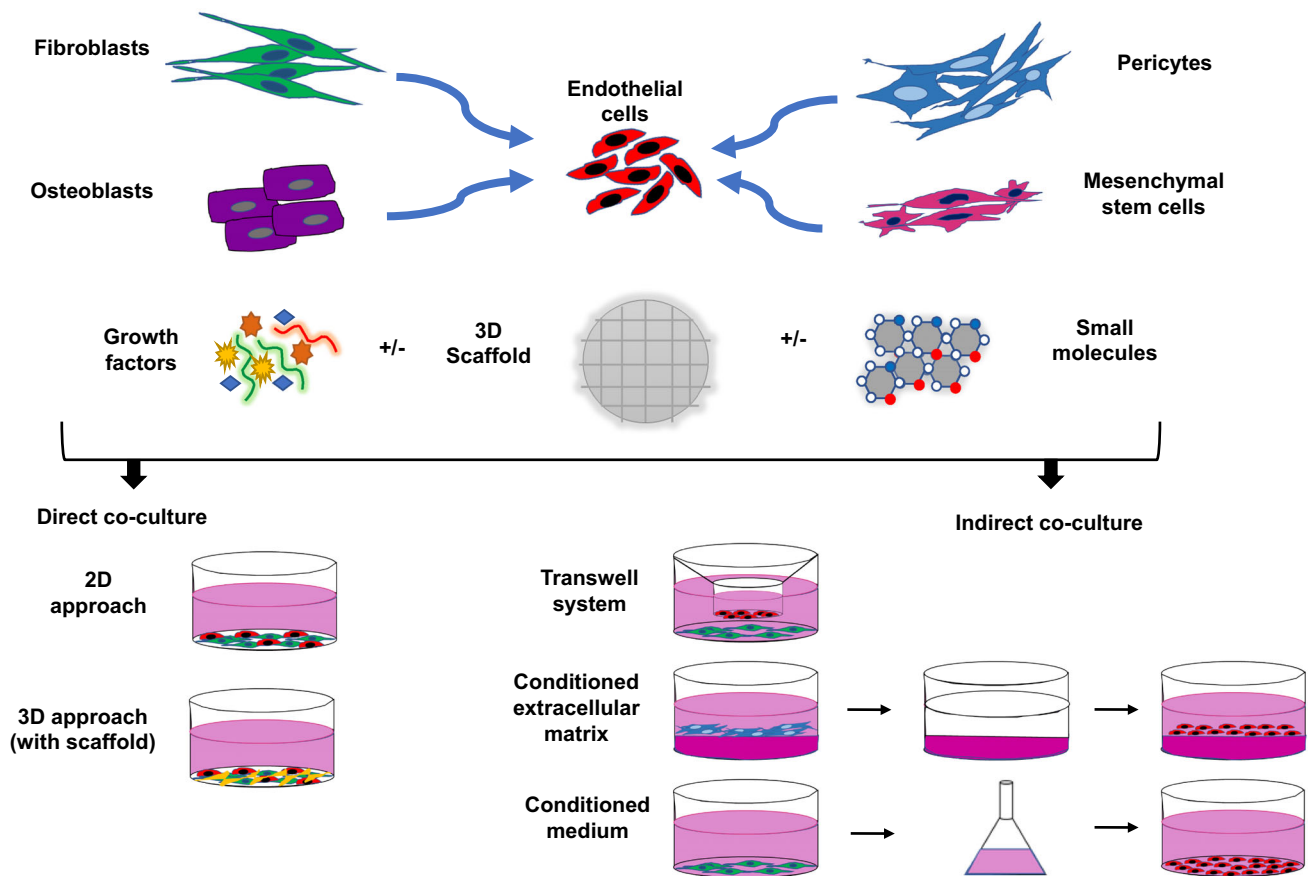 Fibroblasts
Endothelial
cells
Pericytes
Osteoblasts
Mesenchymal
stem cells
Growth
factors
+/-
3D
Scaffold
+/-
Small
molecules
Direct co-culture
Indirect co-culture
2D
approach
Transwell
system
3D approach
(with scaffold)
Conditioned
extracellular
matrix
Conditioned
medium